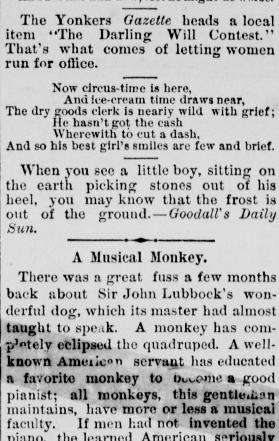 The Yonkers Gazette heads a local
item "The Darling Will Contest."
That's what comes of letting women
run for office.
Now circus-time is here,
And ice-cream time draws near,
The dry goods clerk is nearly wild with grief;
He hasn't got the cash
Wherewith to cut a dash,
And so his best girl's smiles are few and brief.
When you see a little boy, sitting on
the earth picking stones out of his
heel, you may know that the frost is
out of the ground.—Goodall's Daily
Sun.
A Musical Monkey.
There was a great fuss a few months
back about Sir John Lubbock's won-
derful dog, which its master had almost
taught to speak. A monkey has com-
pletely eclipsed the quadruped. A well-
known American servant has educated
a favorite monkey to become a good
pianist; all monkeys, this gentleman
maintains, have more or less a musical
faculty. If men had not invented the
piano, the learned American seriously